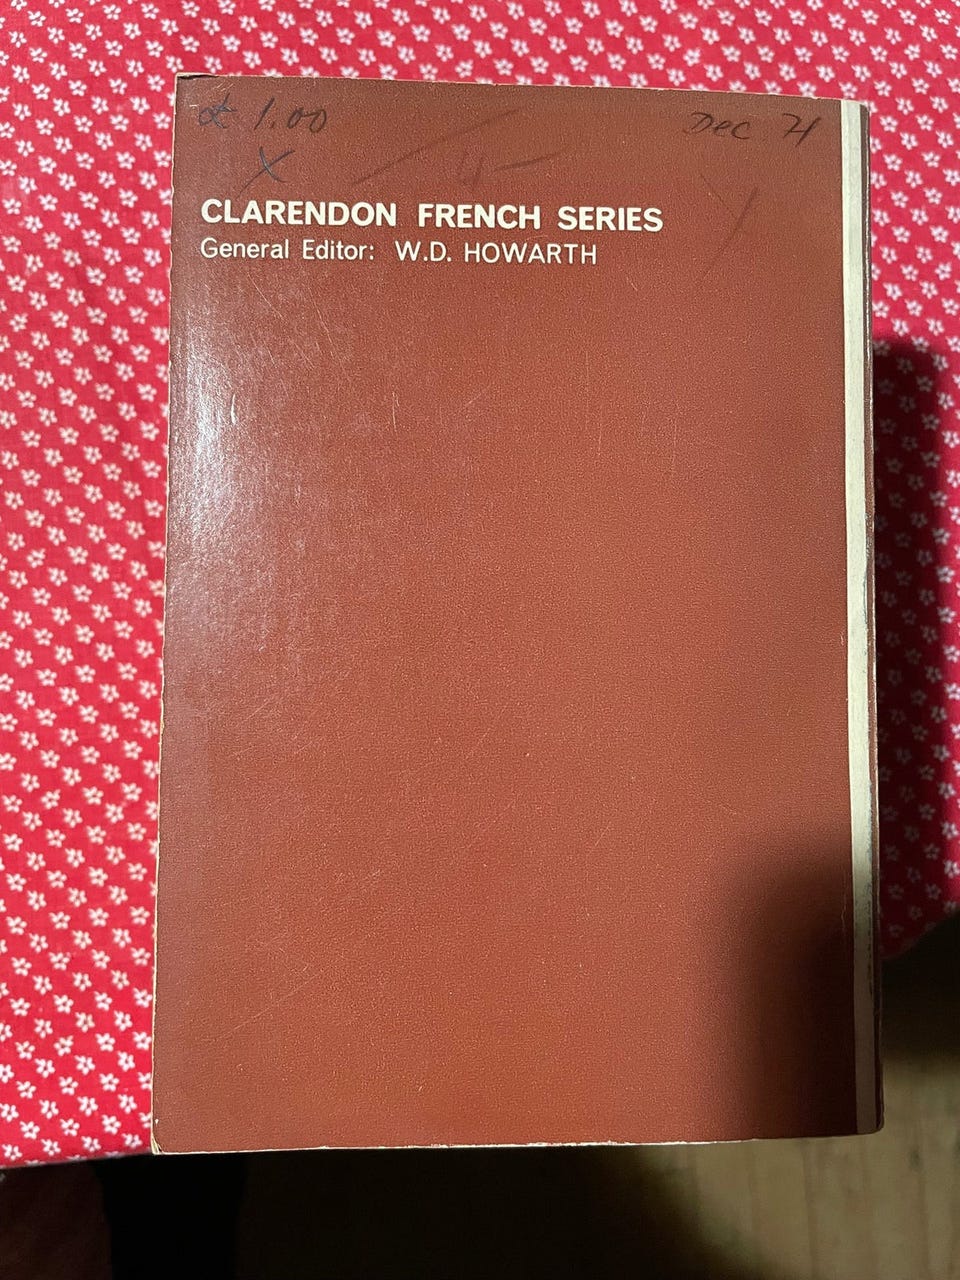 £ 1.00 Dec. 71
X
CLARENDON FRENCH SERIES
General Editor: W.D. HOWARTH